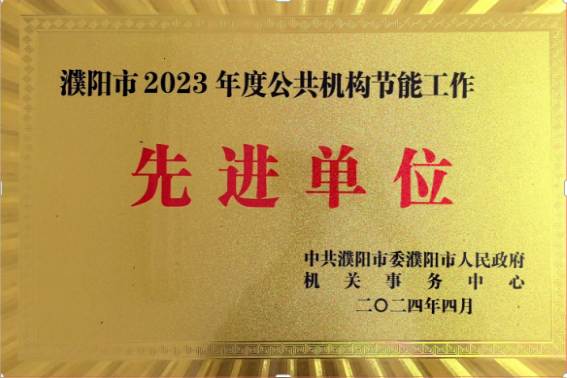 濮阳市2023年度公共机构节能工作
先进单位
中共濮阳市委濮阳市人民政府
机关事务中心
二〇二四年四月